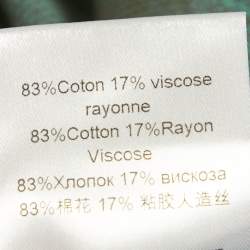 83%Coton 17% viscose
rayonne
83%Cotton 17%Rayon
Viscose
83%Хлопок 17% вискоза
83%棉花 17% 粘胶人造丝